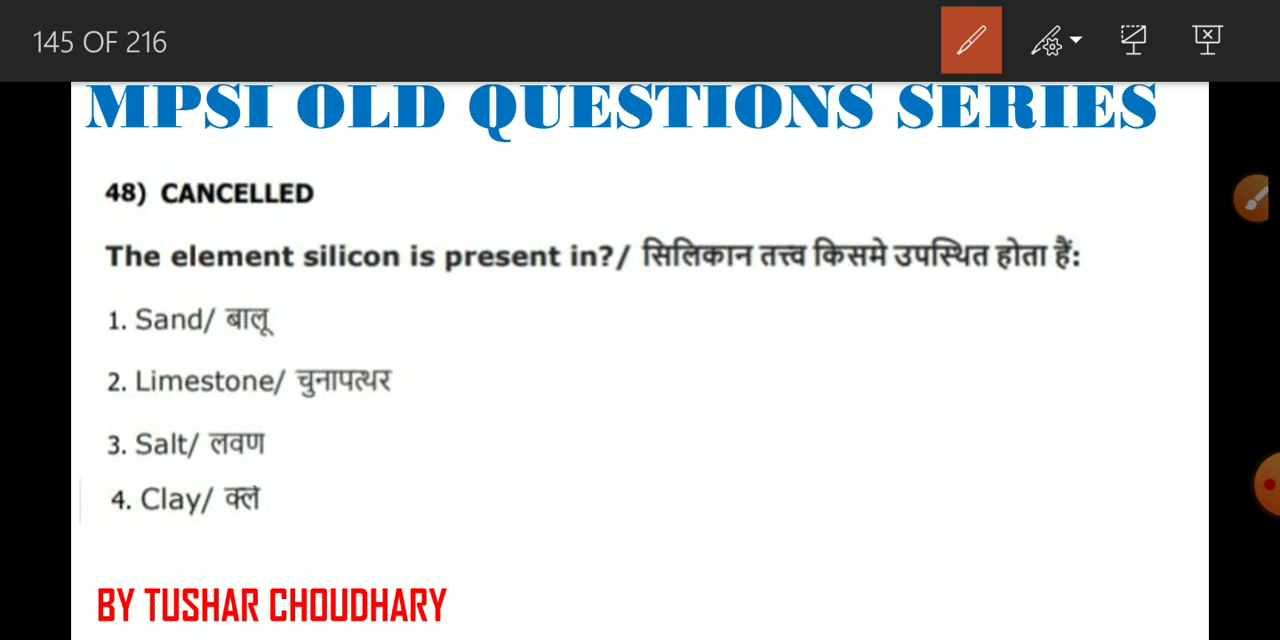 145 OF 216
MPSI OLD QUESTIONS SERIES
48) CANCELLED
The element silicon is present in?/ सिलिकान तत्त्व किसमे उपस्थित होता हैं:
1. Sand/ बालू
2. Limestone/ चुनापत्थर
3. Salt/ लवण
4. Clay/ क्ले
BY TUSHAR CHOUDHARY